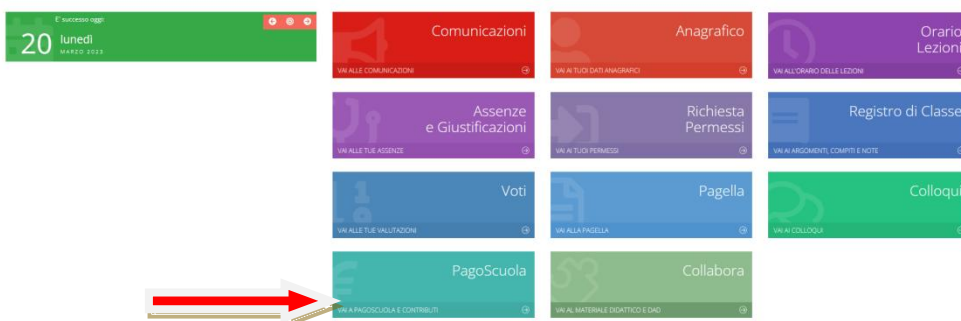 E' successo oggi
20 lunedì
MARZO 2023
Comunicazioni
VAI ALLE COMUNICAZIONI
Anagrafico
VAI AI TUOI DATI ANAGRAFICI
Orario
Lezioni
VAI ALL'ORARIO DELLE LEZIONI
Assenze
e Giustificazioni
VAI ALLE TUE ASSENZE
Richiesta
Permessi
VAI AI TUOI PERMESSI
Registro di Classe
VAI AI ARGOMENTI, COMPITI E NOTE
Voti
VAI ALLE TUE VALUTAZIONI
Pagella
VAI ALLA PAGELLA
Colloqui
VAI AI COLLOQUI
PagoScuola
VAI A PAGOSCUOLA E CONTRIBUTI
Collabora
VAI AL MATERIALE DIDATTICO E DAD